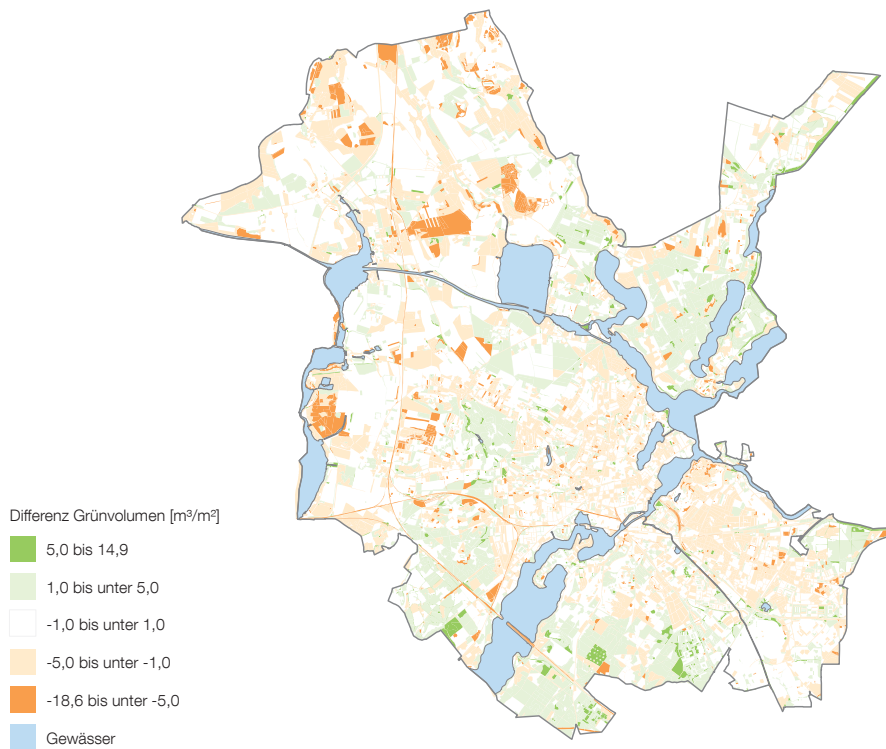 Differenz Grünvolumen [m³/m²]
5,0 bis 14,9
1,0 bis unter 5,0
-1,0 bis unter 1,0
-5,0 bis unter -1,0
-18,6 bis unter -5,0
Gewässer